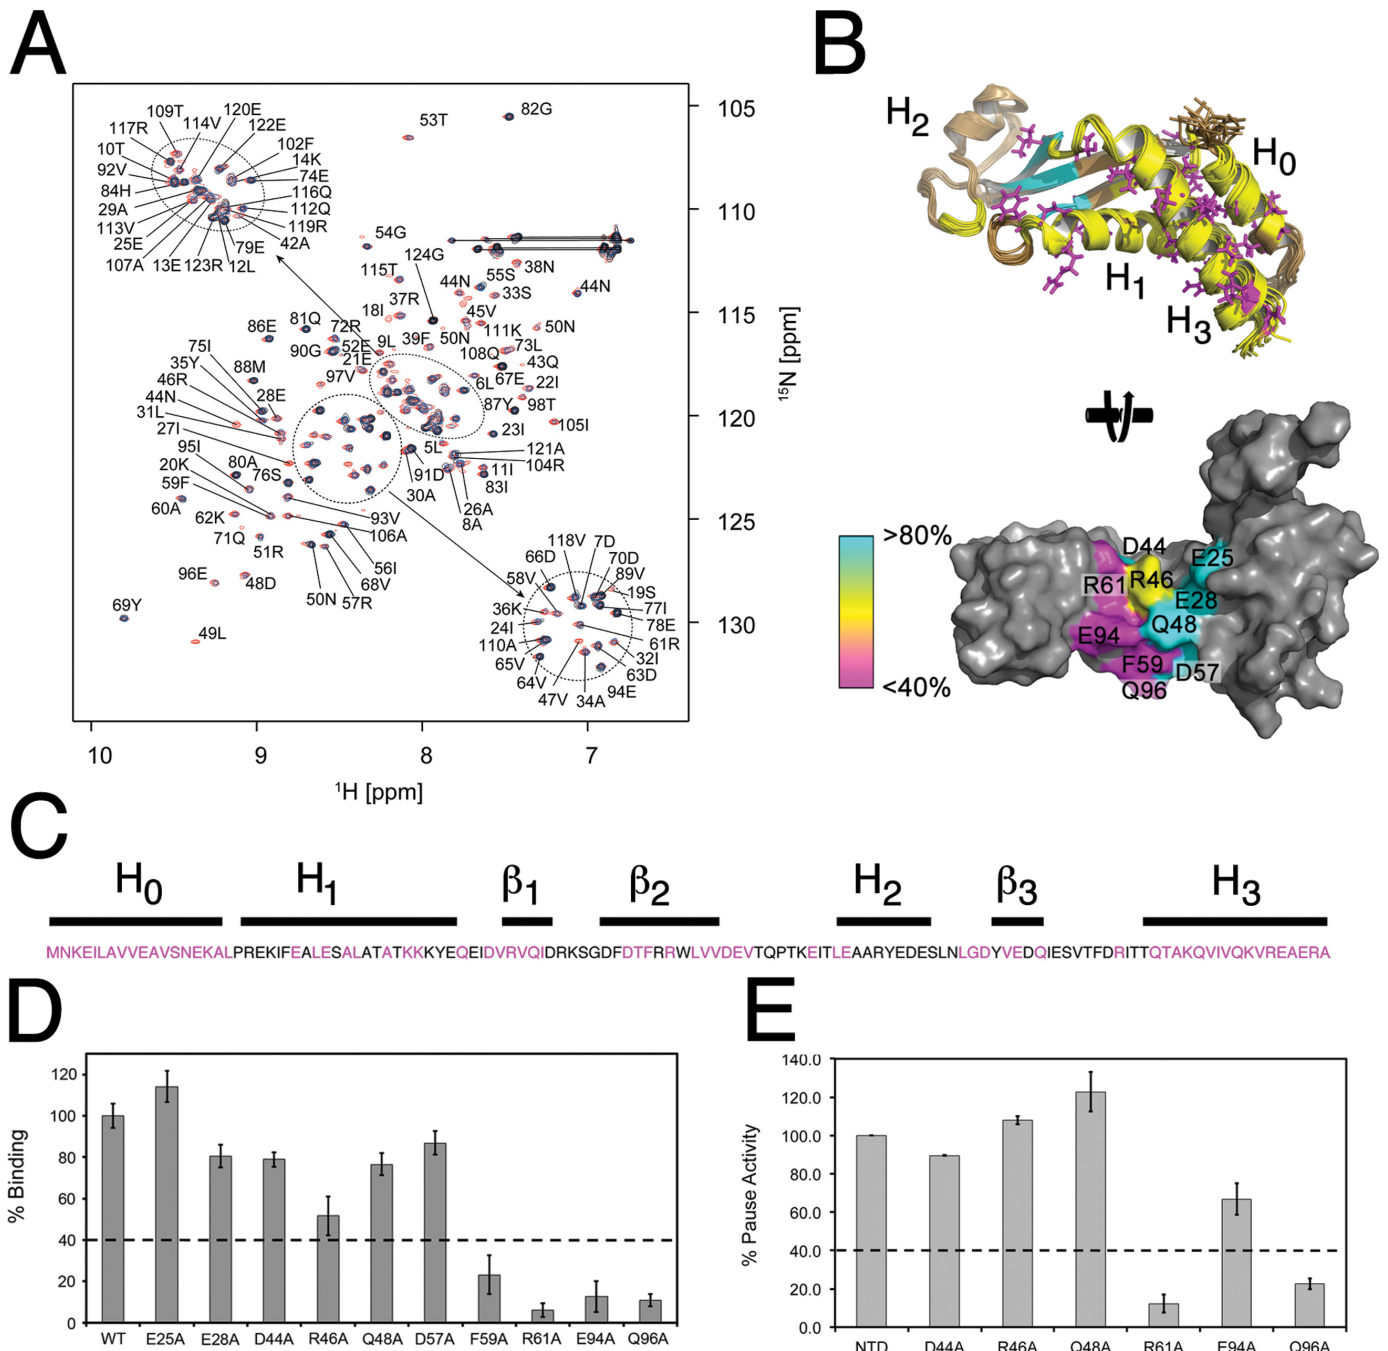 A
109T
120E
114V
117R
122E
10T
102F
92V
14K
74E
84H
116Q
29A
112Q
113V
119R
25E
79E
42A
107A
13E
123R
12L
53T
82G
54G
124G
115T
55S
38N
44N
33S
44N
37R
18I
45V
81Q
86E
72R
39F
50N
111K
50N
52E
9L
73L
90G
21E
108Q
43Q
75I
97V
67E
35Y
88M
6L
22I
46R
28E
87Y
98T
44N
31L
105I
27I
5L
23I
95I
121A
20K
80A
76S
91D
104R
59F
11I
83I
30A
26A
60A
62K
93V
8A
71Q
106A
51R
118V
7D
56I
66D
70D
68V
58V
89V
96E
48D
50N
57R
19S
36K
77I
69Y
24I
78E
61R
110A
49L
65V
32I
64V
63D
94E
47V
34A
105
110
115
120
125
130
15N [ppm]
10
9
8
7
1H [ppm]
B
H2
H0
H1
H3
>80%
<40%
D44
E25
R61
R46
E28
Q48
E94
F59
D57
Q96
C
H0
H1
β1
β2
H2
β3
H3
MNKEILAVVEAVSNEKALPREKIFEALESALATATKKKYEQEIDVRVQIDRKSGDFDTFRRWLVVDEVTQPTKEITLEAARYEDESLNLGDYVEDQIESVTFDRITTQTAKQVIVQKVREAERA
D
% Binding
120
100
80
60
40
20
0
WT
E25A
E28A
D44A
R46A
Q48A
D57A
F59A
R61A
E94A
Q96A
E
% Pause Activity
140.0
120.0
100.0
80.0
60.0
40.0
20.0
0.0
NTD
D44A
R46A
Q48A
R61A
E94A
Q96A